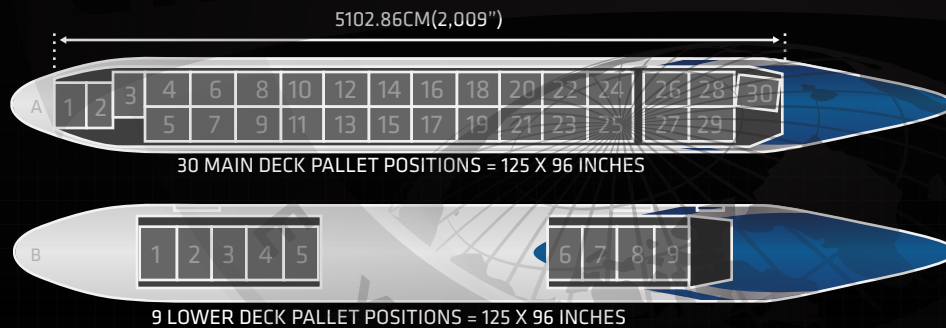 5102.86CM(2,009”)
A
1 2 3 4 6 8 10 12 14 16 18 20 22 24 26 28 30
5 7 9 11 13 15 17 19 21 23 25 27 29
30 MAIN DECK PALLET POSITIONS = 125 X 96 INCHES
B
1 2 3 4 5 6 7 8 9
9 LOWER DECK PALLET POSITIONS = 125 X 96 INCHES